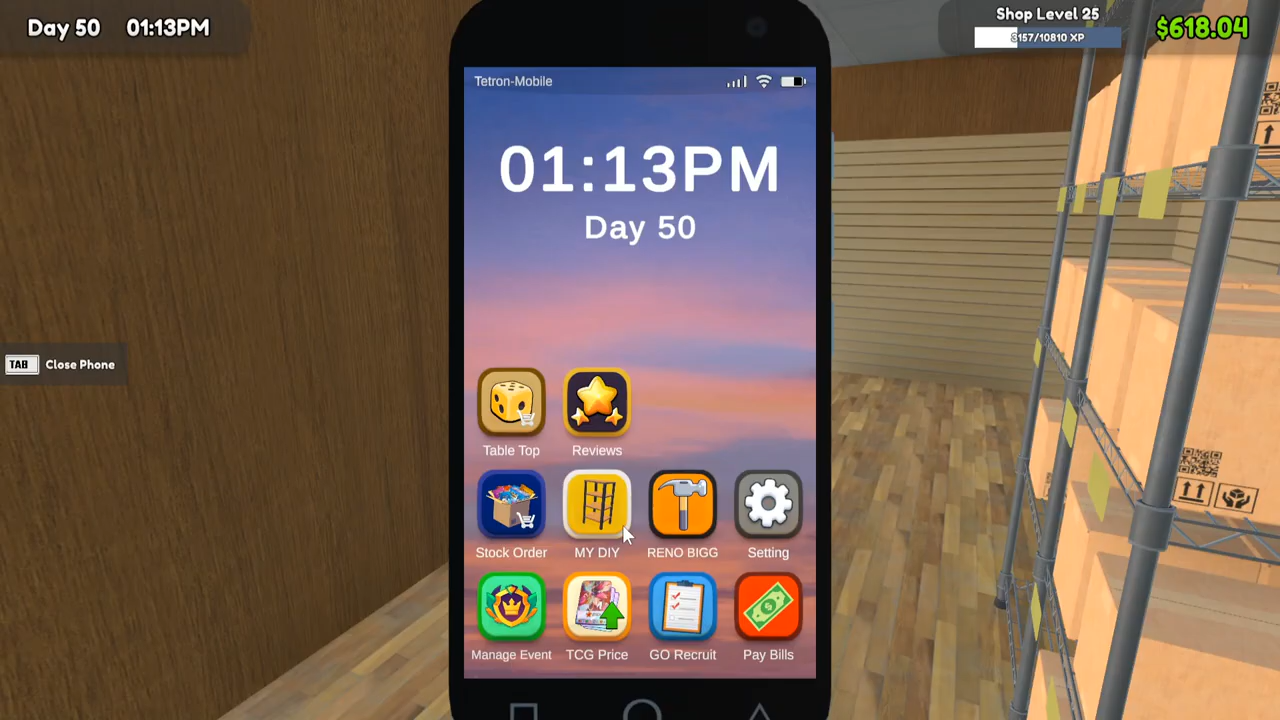 Day 50 01:13PM
Shop Level 25
3157/10810 XP
$618.04
Tetron-Mobile
01:13PM
Day 50
TAB Close Phone
Table Top Reviews
Stock Order MY DIY RENO BIGG Setting
Manage Event TCG Price GO Recruit Pay Bills